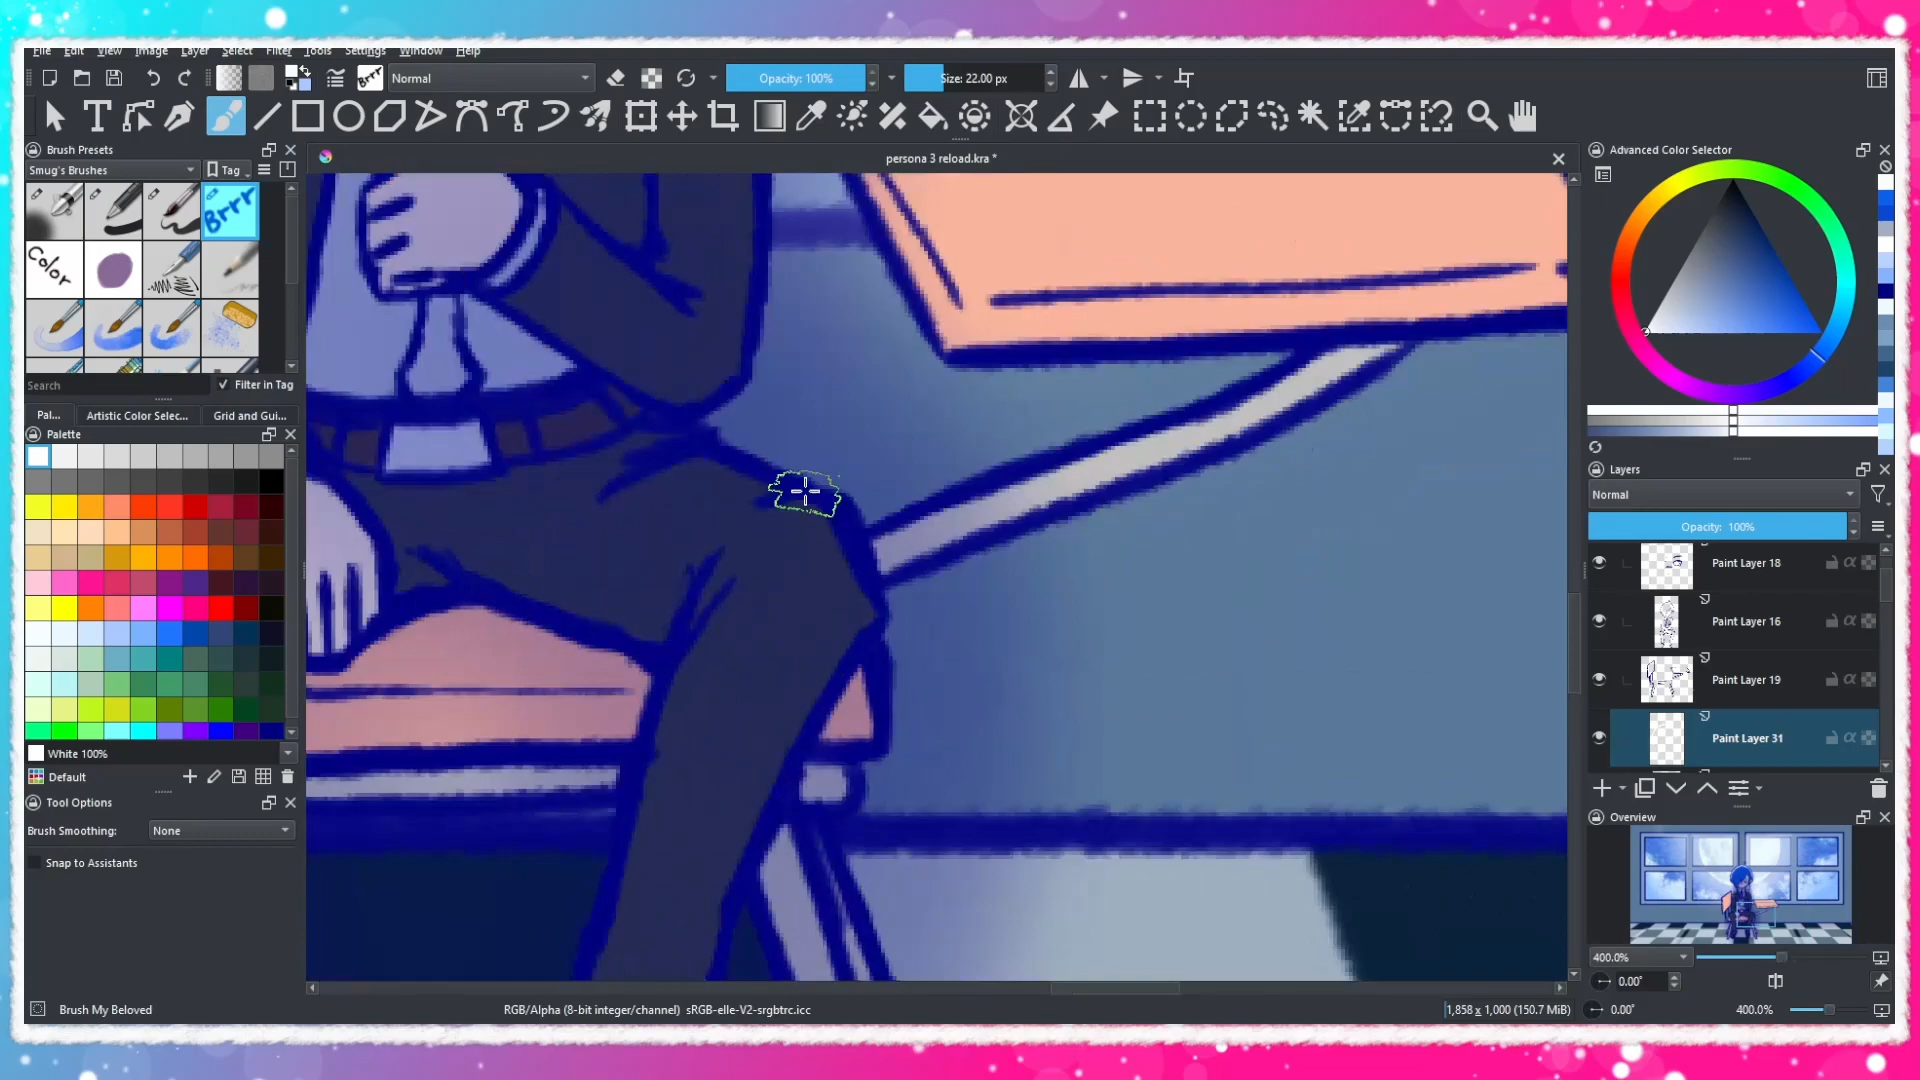 File Edit View Image Layer Select Filter Tools Settings Window Help
Brrr Normal Opacity: 100% Size: 22.00 px
T
Brush Presets
persona 3 reload.kra *
Advanced Color Selector
Smug's Brushes Tag
Brrr
Color
Search Filter in Tag
Pal... Artistic Color Selec... Grid and Gui...
Palette
Layers
Normal
Opacity: 100%
Paint Layer 18
Paint Layer 16
Paint Layer 19
Paint Layer 31
White 100%
Default
Tool Options
Brush Smoothing: None
Snap to Assistants
Overview
400.0%
0.00°
Brush My Beloved
RGB/Alpha (8-bit integer/channel) sRGB-elle-V2-srgbtrc.icc
1,858 x 1,000 (150.7 MiB)
0.00°
400.0%